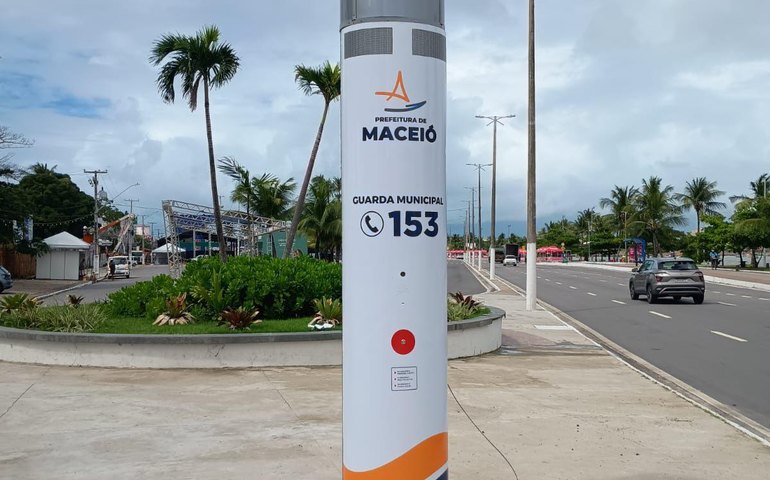 PREFEITURA DE
MACEIÓ
GUARDA MUNICIPAL
153